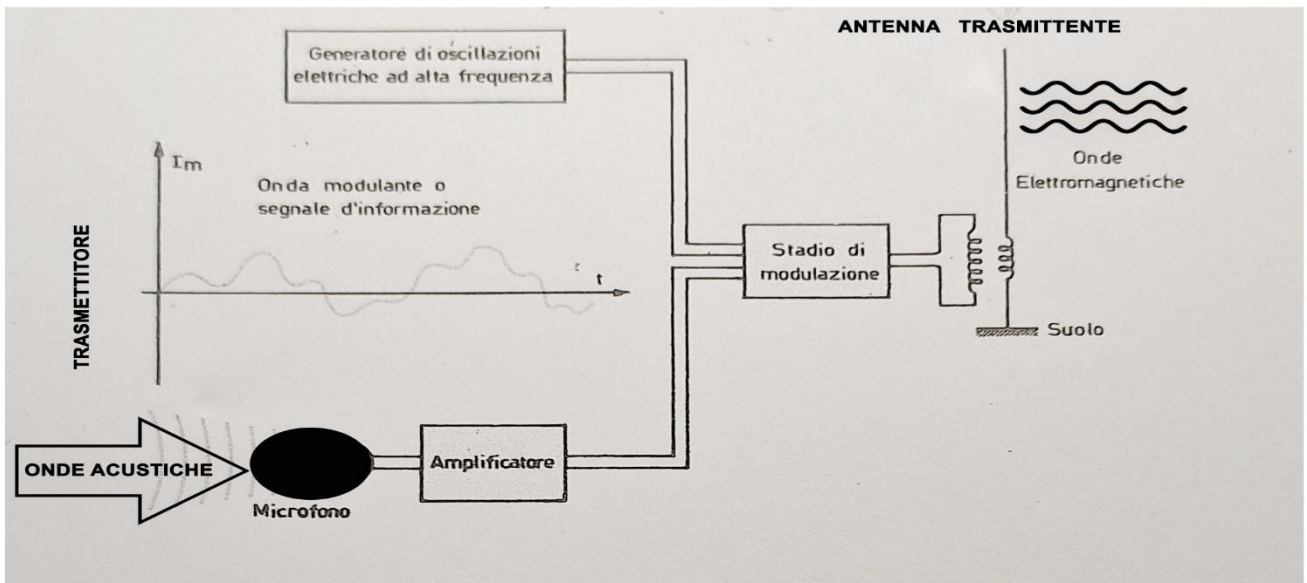 ANTENNA TRASMITTENTE
Generatore di oscillazioni
elettriche ad alta frequenza
Im
Onda modulante o
segnale d'informazione
Onde
Elettromagnetiche
TRASMETTITORE
Stadio di
modulazione
t
Suolo
ONDE ACUSTICHE
Amplificatore
Microfono